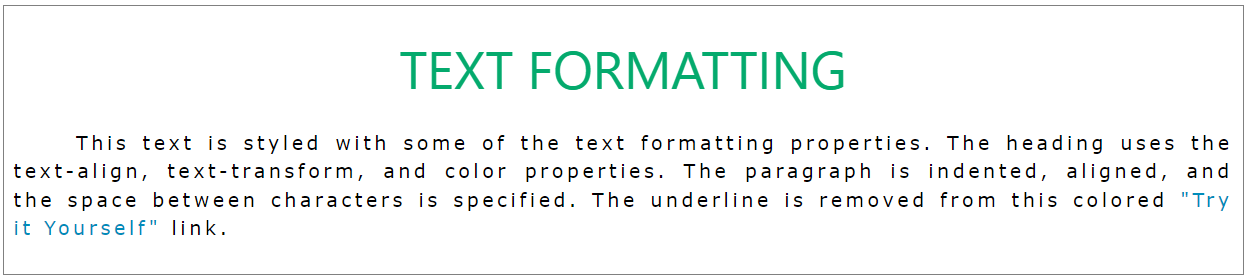 TEXT FORMATTING
This text is styled with some of the text formatting properties. The heading uses the
text-align, text-transform, and color properties. The paragraph is indented, aligned, and
the space between characters is specified. The underline is removed from this colored "Try
it Yourself" link.